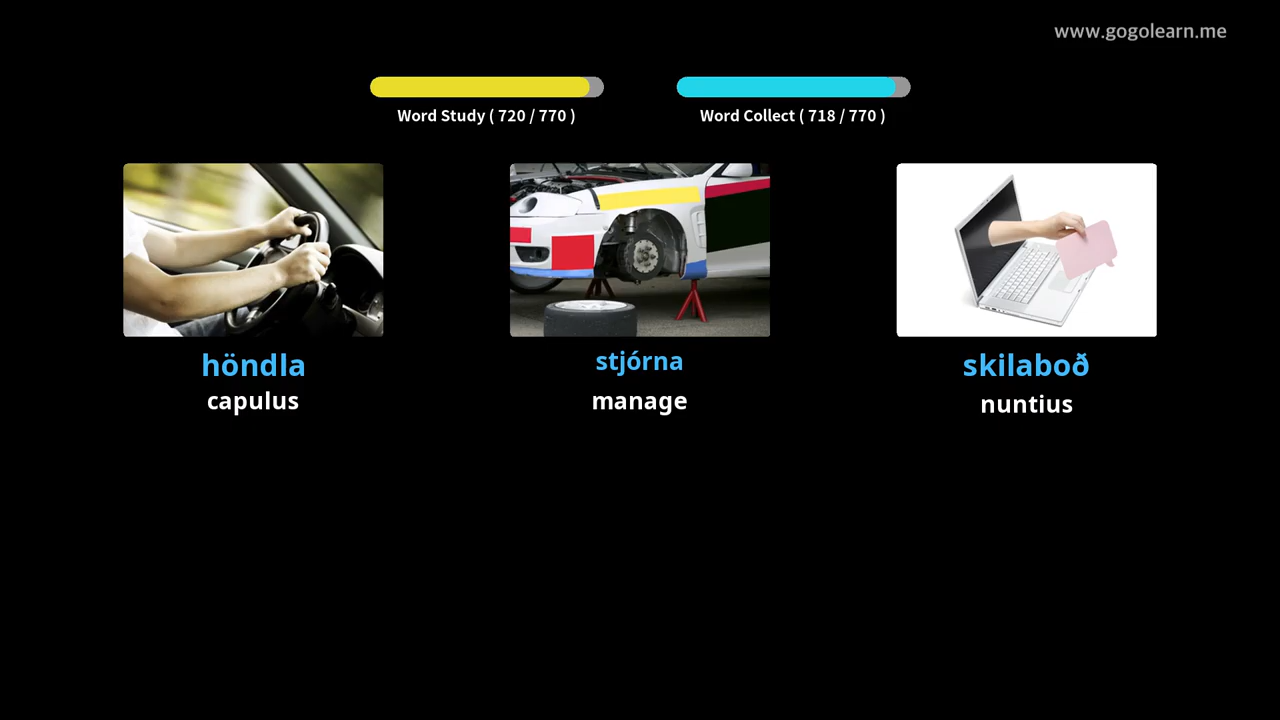 www.gogolearn.me
Word Study ( 720 / 770 )
Word Collect ( 718 / 770 )
höndla
capulus
stjórna
manage
skilaboð
nuntius